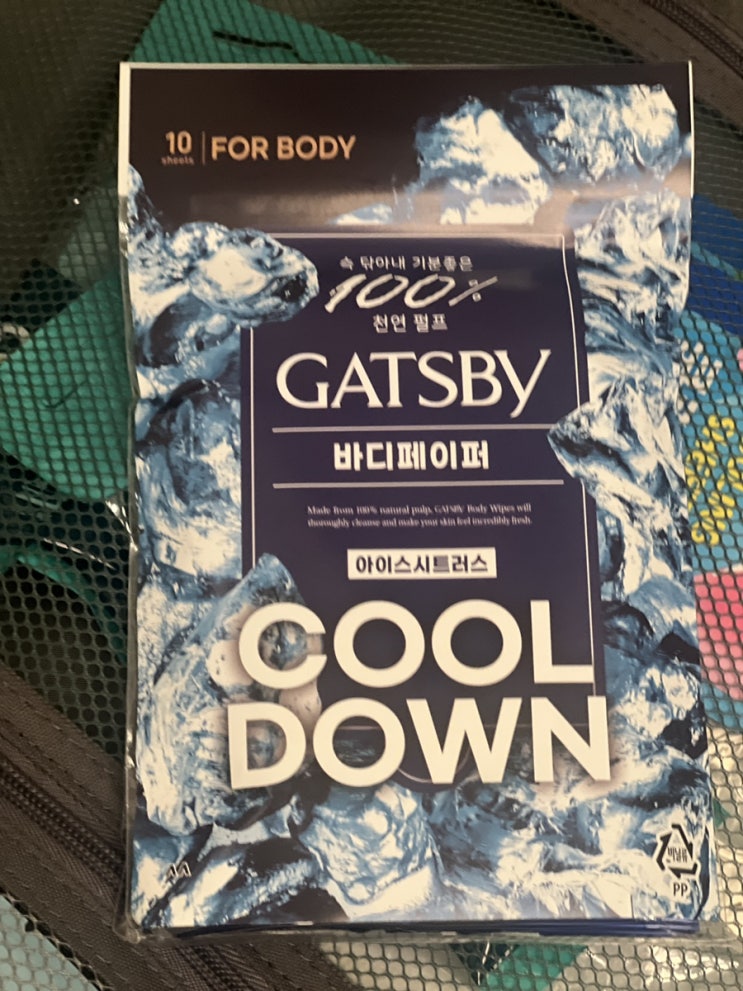 10 sheets | FOR BODY
슥 닦아내 기분좋은
100%
천연 펄프
GATSBY
바디페이퍼
Made from 100% natural pulp, GATSBY Body Wipes will
thoroughly cleanse and make your skin feel incredibly fresh.
아이스시트러스
COOL
DOWN
비닐류
PP